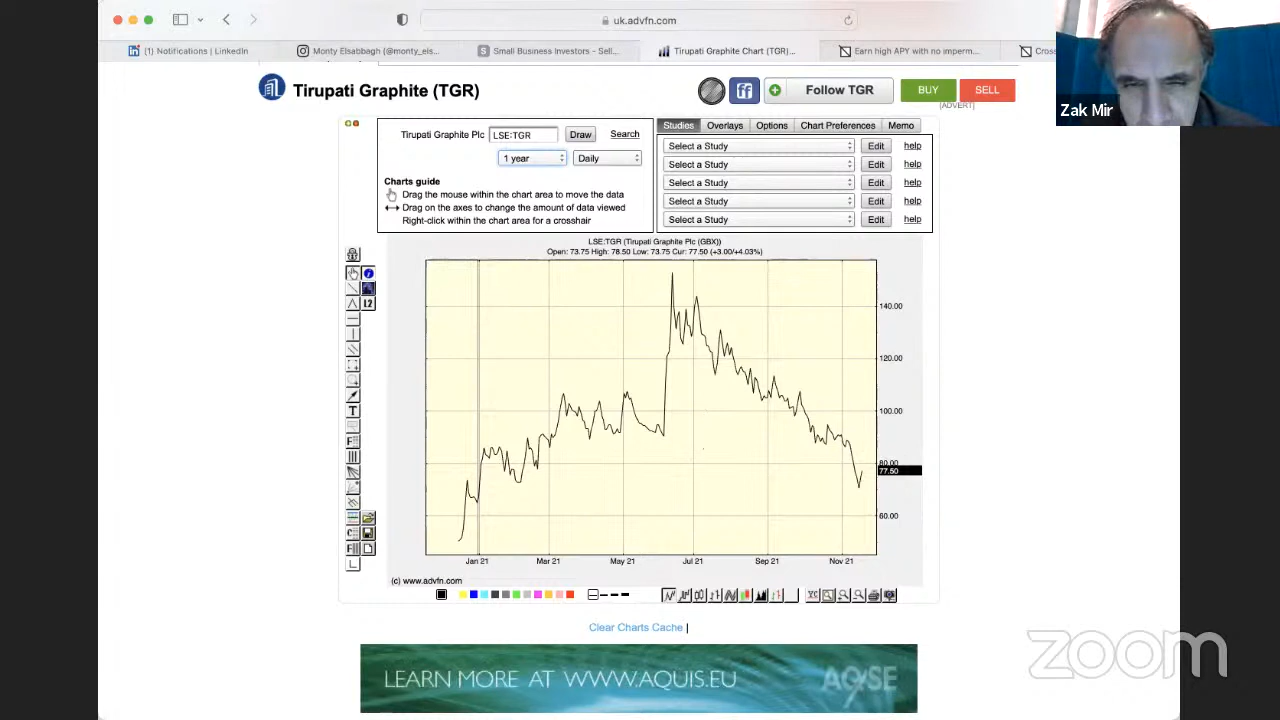 uk.advfn.com
(1) Notifications | LinkedIn
Monty Elsabbagh (@monty_els...
Small Business Investors - Sell...
Tirupati Graphite Chart (TGR)...
Earn high APY with no imperm...
Cross
Zak Mir
Tirupati Graphite (TGR)
Follow TGR
BUY
SELL
(ADVERT)
Tirupati Graphite Plc
LSE:TGR
Draw
Search
1 year
Daily
Charts guide
Drag the mouse within the chart area to move the data
Drag on the axes to change the amount of data viewed
Right-click within the chart area for a crosshair
Studies
Overlays
Options
Chart Preferences
Memo
Select a Study Edit help
Select a Study Edit help
Select a Study Edit help
Select a Study Edit help
Select a Study Edit help
LSE:TGR (Tirupati Graphite Plc (GBX))
Open: 73.75 High: 78.50 Low: 73.75 Cur: 77.50 (+3.00/+4.03%)
L2
T
140.00
120.00
100.00
80.00
77.50
60.00
Jan 21
Mar 21
May 21
Jul 21
Sep 21
Nov 21
(c) www.advfn.com
Clear Charts Cache |
LEARN MORE AT WWW.AQUIS.EU
AQSE
zoom